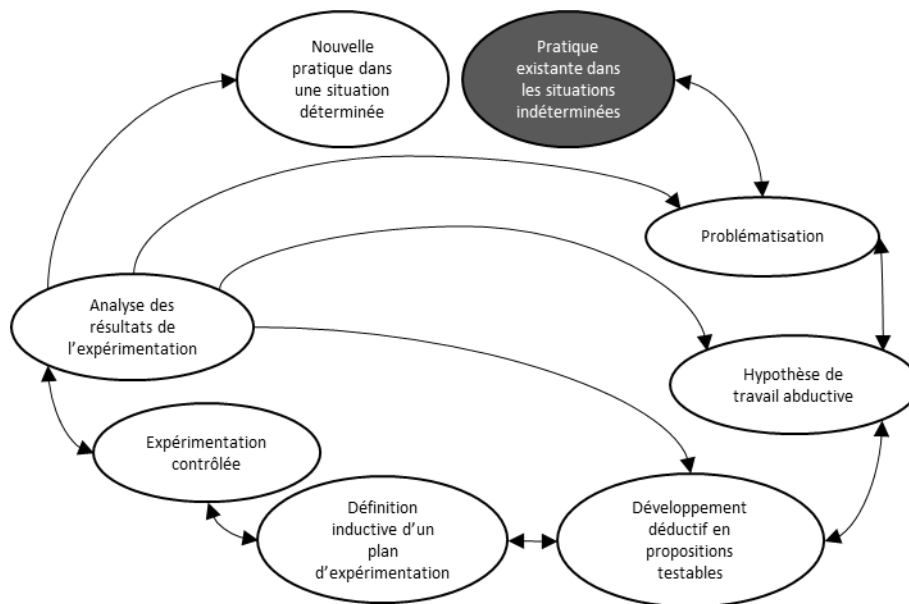 Nouvelle
pratique dans
une situation
déterminée
Pratique
existante dans
les situations
indéterminées
Problématisation
Analyse des
résultats de
l’expérimentation
Hypothèse de
travail abductive
Expérimentation
contrôlée
Définition
inductive d’un
plan
d’expérimentation
Développement
déductif en
propositions
testables